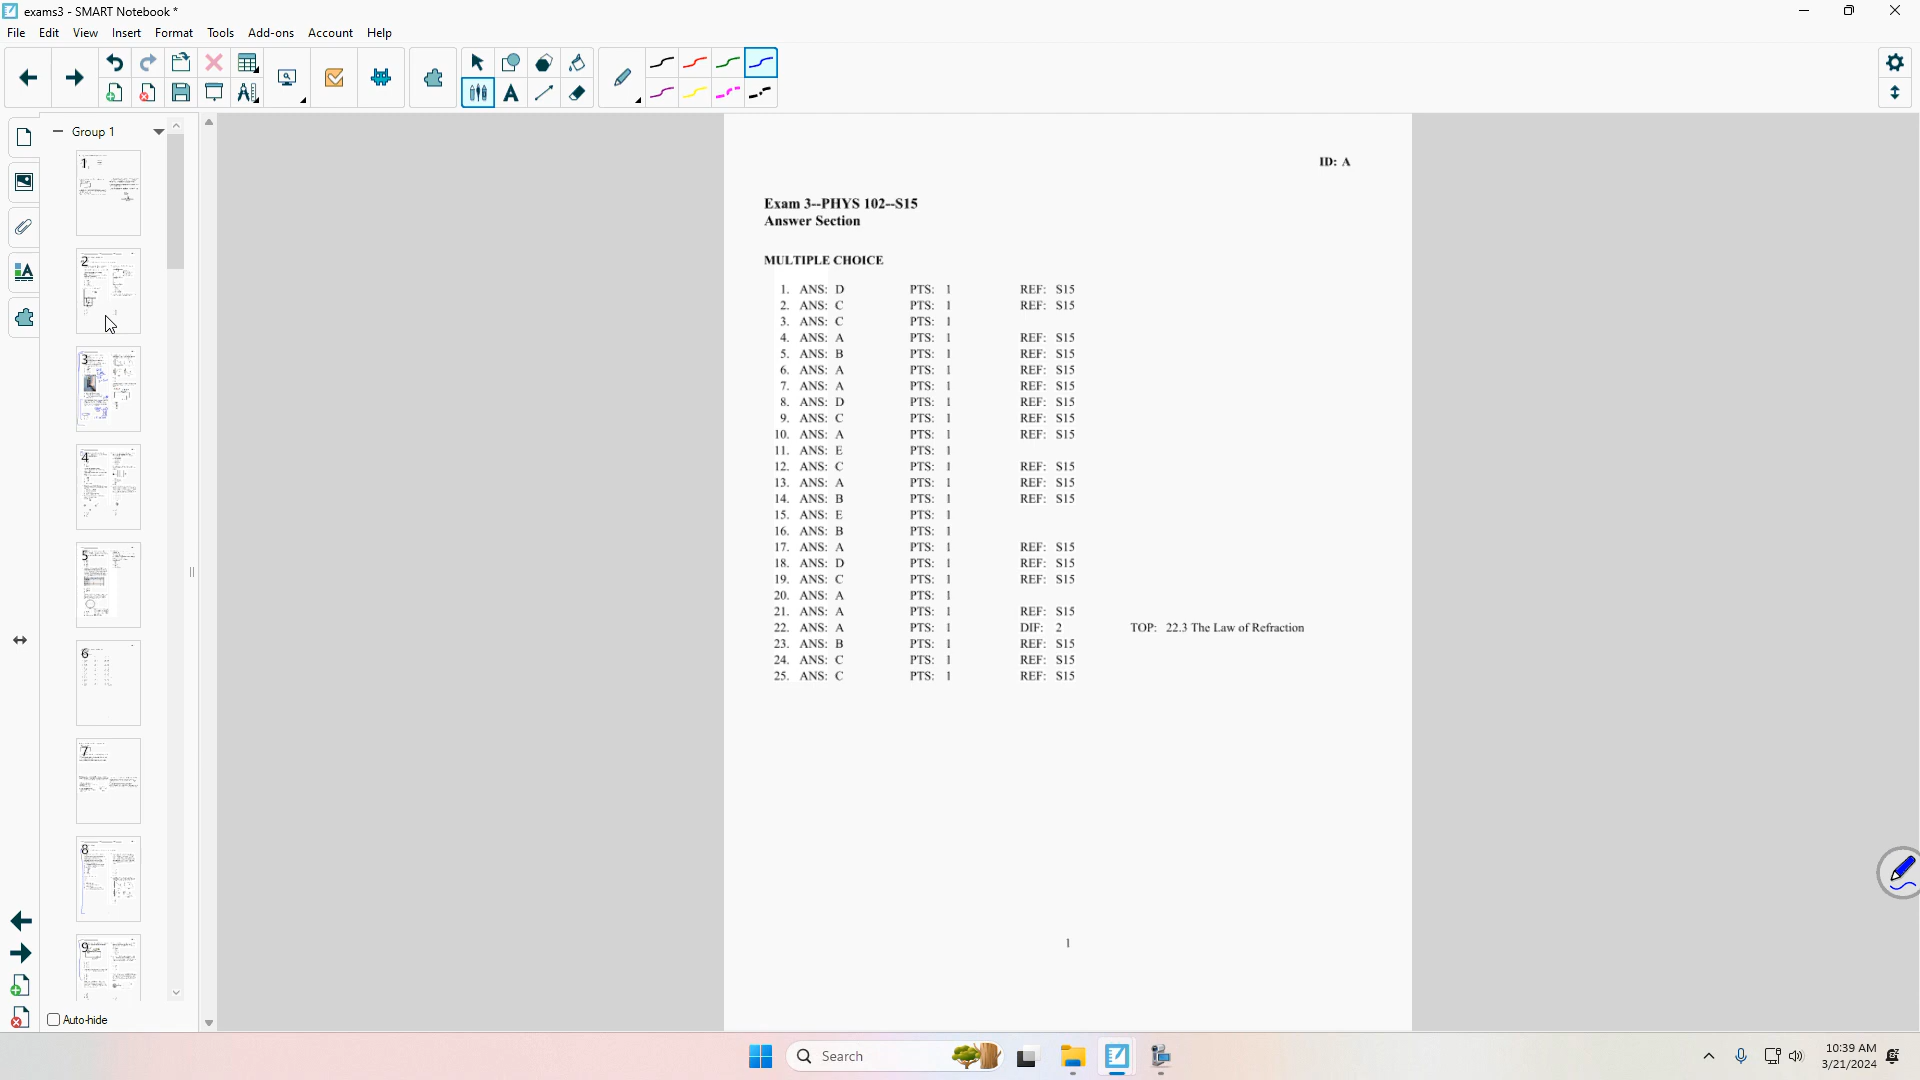 exams3 - SMART Notebook *
File Edit View Insert Format Tools Add-ons Account Help
Group 1
1
2
3
4
5
6
7
8
9
Auto-hide
ID: A
Exam 3--PHYS 102--S15
Answer Section
MULTIPLE CHOICE
1. ANS: D PTS: 1 REF: S15
2. ANS: C PTS: 1 REF: S15
3. ANS: C PTS: 1
4. ANS: A PTS: 1 REF: S15
5. ANS: B PTS: 1 REF: S15
6. ANS: A PTS: 1 REF: S15
7. ANS: A PTS: 1 REF: S15
8. ANS: D PTS: 1 REF: S15
9. ANS: C PTS: 1 REF: S15
10. ANS: A PTS: 1 REF: S15
11. ANS: E PTS: 1
12. ANS: C PTS: 1 REF: S15
13. ANS: A PTS: 1 REF: S15
14. ANS: B PTS: 1 REF: S15
15. ANS: E PTS: 1
16. ANS: B PTS: 1
17. ANS: A PTS: 1 REF: S15
18. ANS: D PTS: 1 REF: S15
19. ANS: C PTS: 1 REF: S15
20. ANS: A PTS: 1
21. ANS: A PTS: 1 REF: S15
22. ANS: A PTS: 1 DIF: 2 TOP: 22.3 The Law of Refraction
23. ANS: B PTS: 1 REF: S15
24. ANS: C PTS: 1 REF: S15
25. ANS: C PTS: 1 REF: S15
1
Search
10:39 AM
3/21/2024